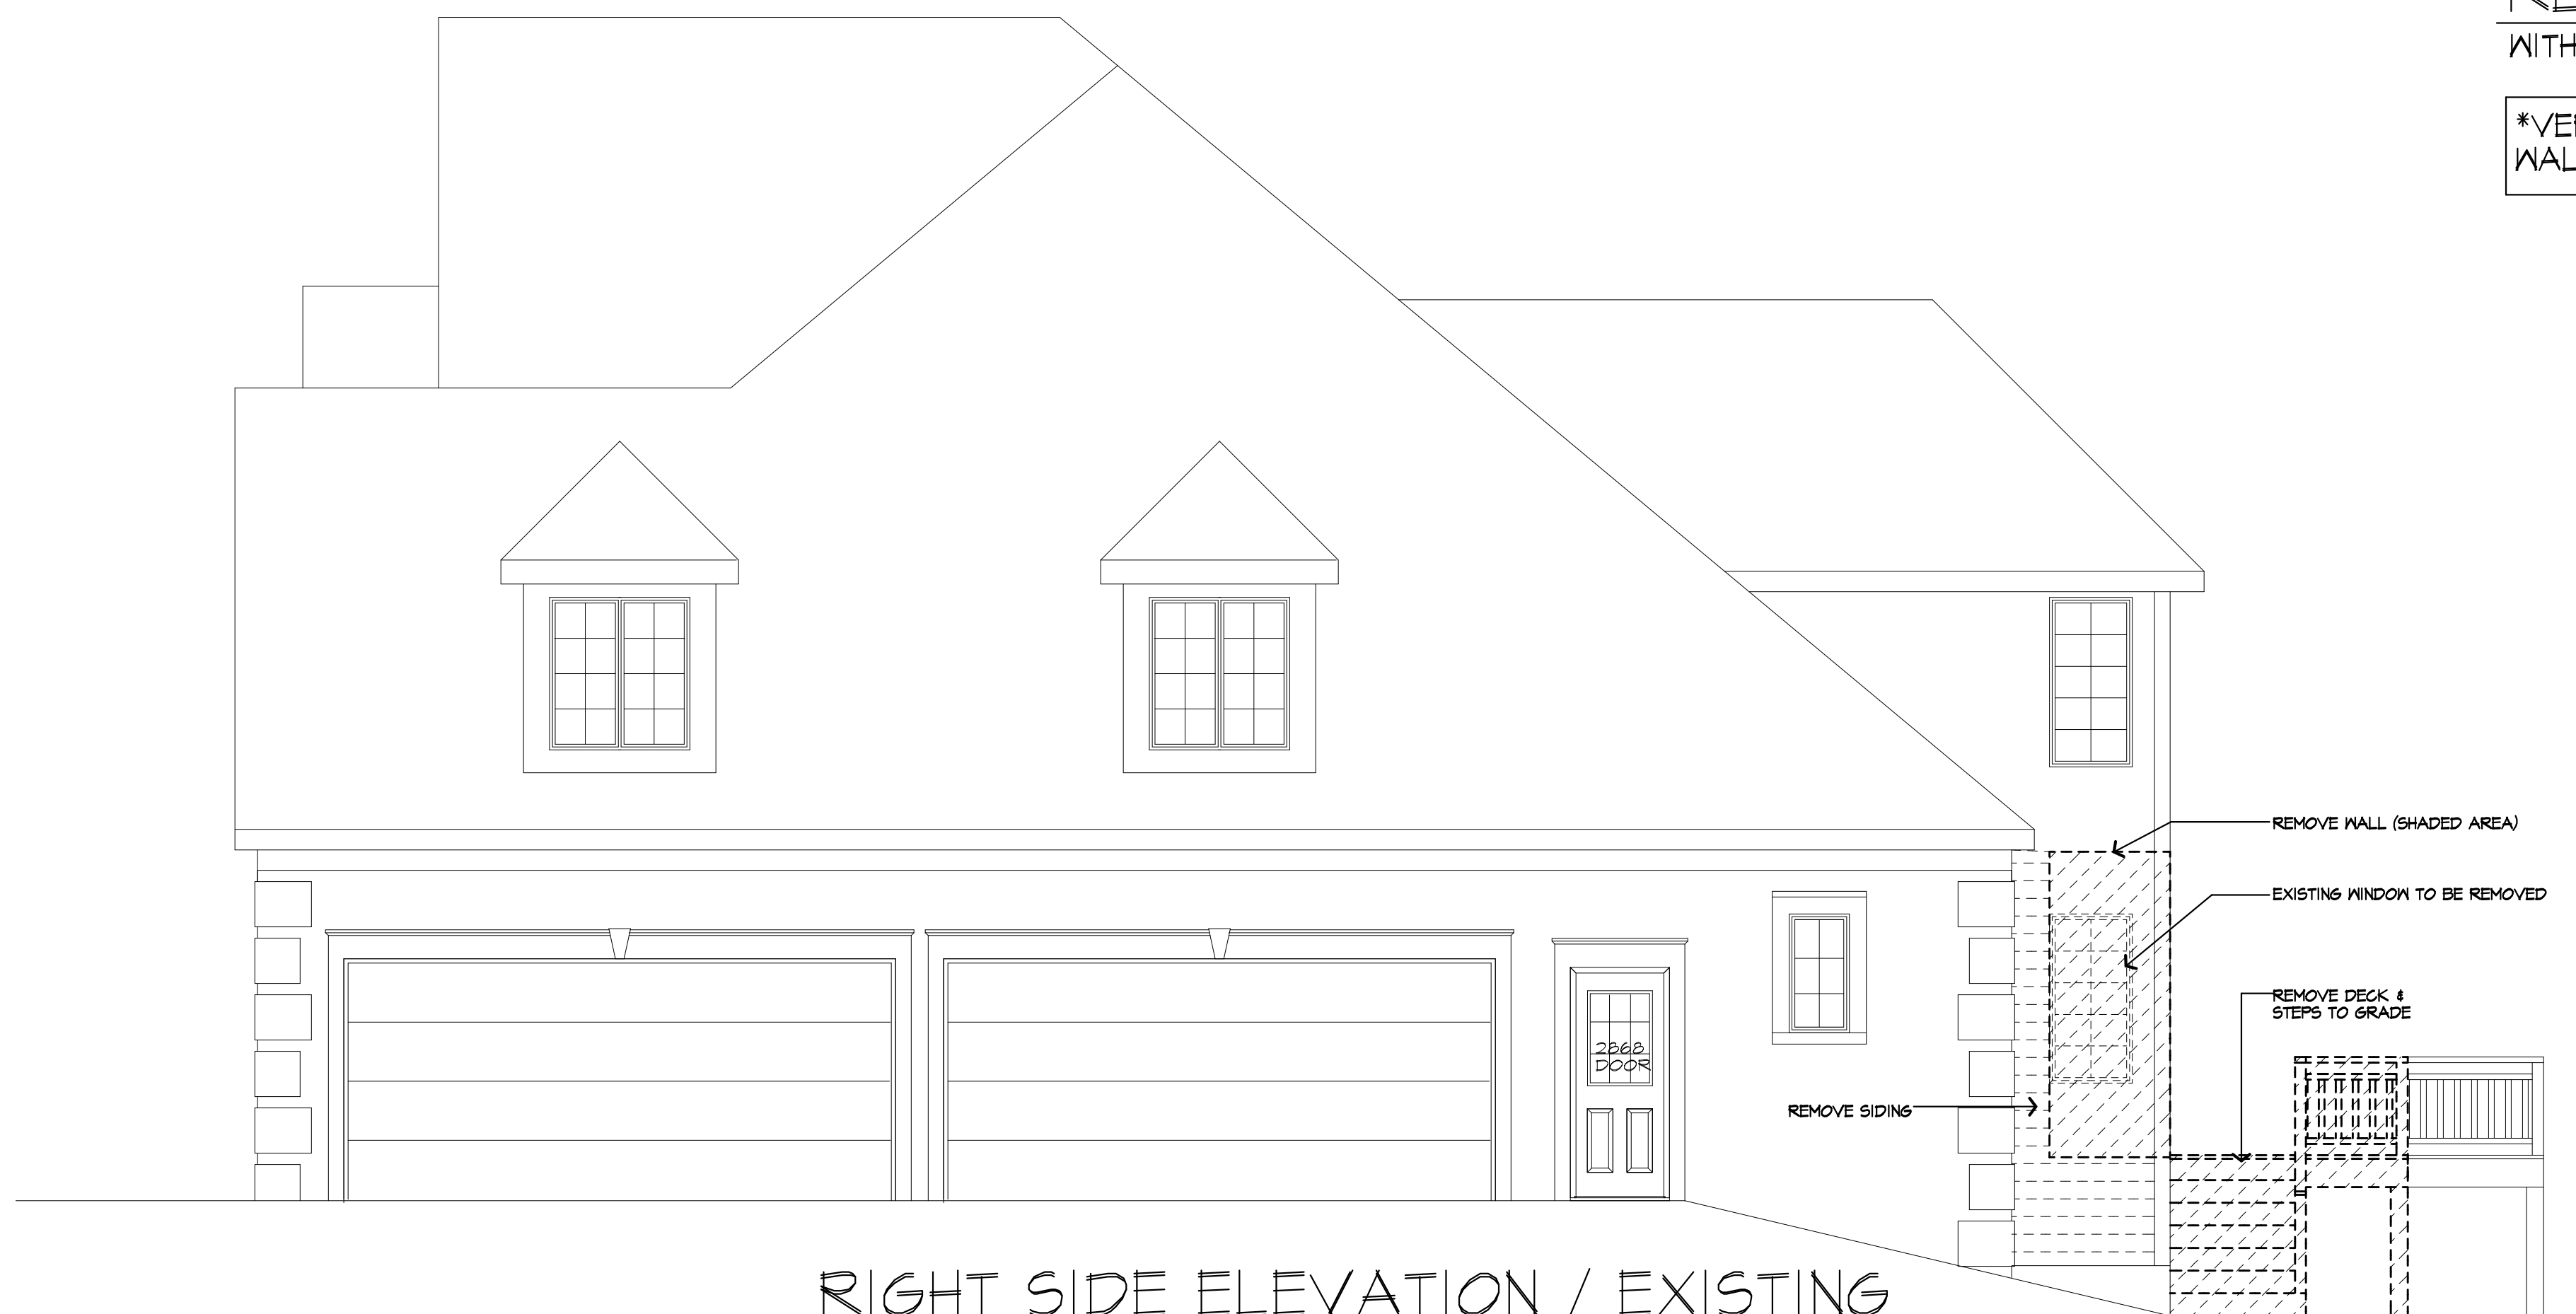 WITH
REMOVE WALL (SHADED AREA)
EXISTING WINDOW TO BE REMOVED
REMOVE DECK &
STEPS TO GRADE
2868
DOOR
REMOVE SIDING
RIGHT SIDE ELEVATION / EXISTING